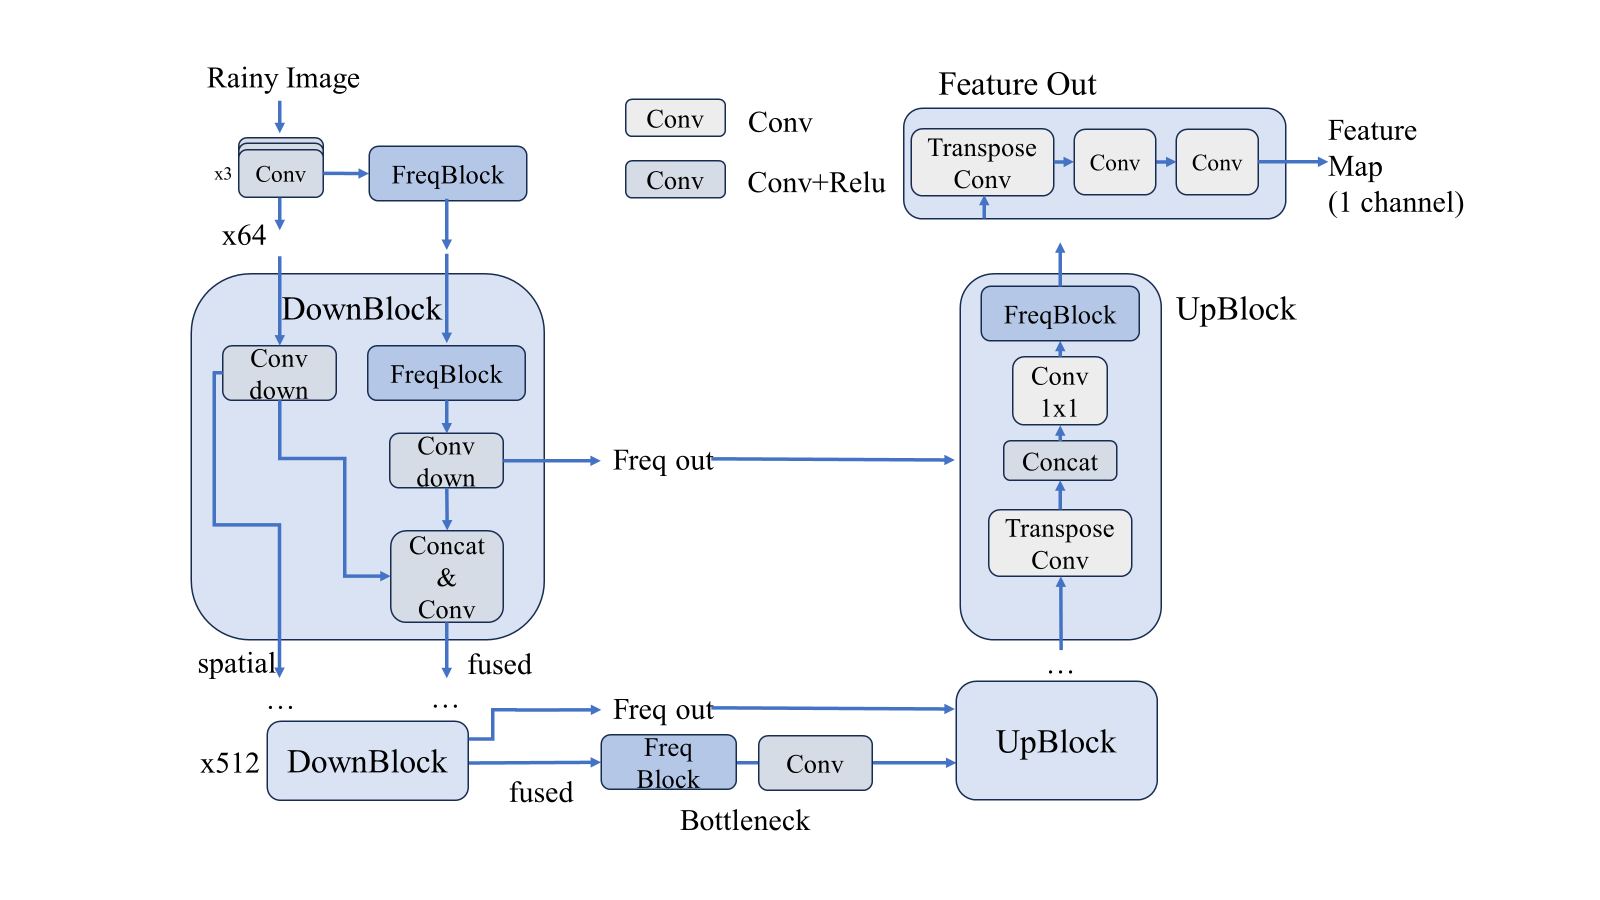 Rainy Image
x3
Conv
FreqBlock
x64
DownBlock
Conv
down
FreqBlock
Conv
down
Concat
&
Conv
spatial
fused
…
…
x512
DownBlock
Conv
Conv
Conv
Conv+Relu
Freq out
Freq out
fused
Freq
Block
Conv
Bottleneck
Feature Out
Transpose
Conv
Conv
Conv
Feature
Map
(1 channel)
UpBlock
FreqBlock
Conv
1x1
Concat
Transpose
Conv
…
UpBlock